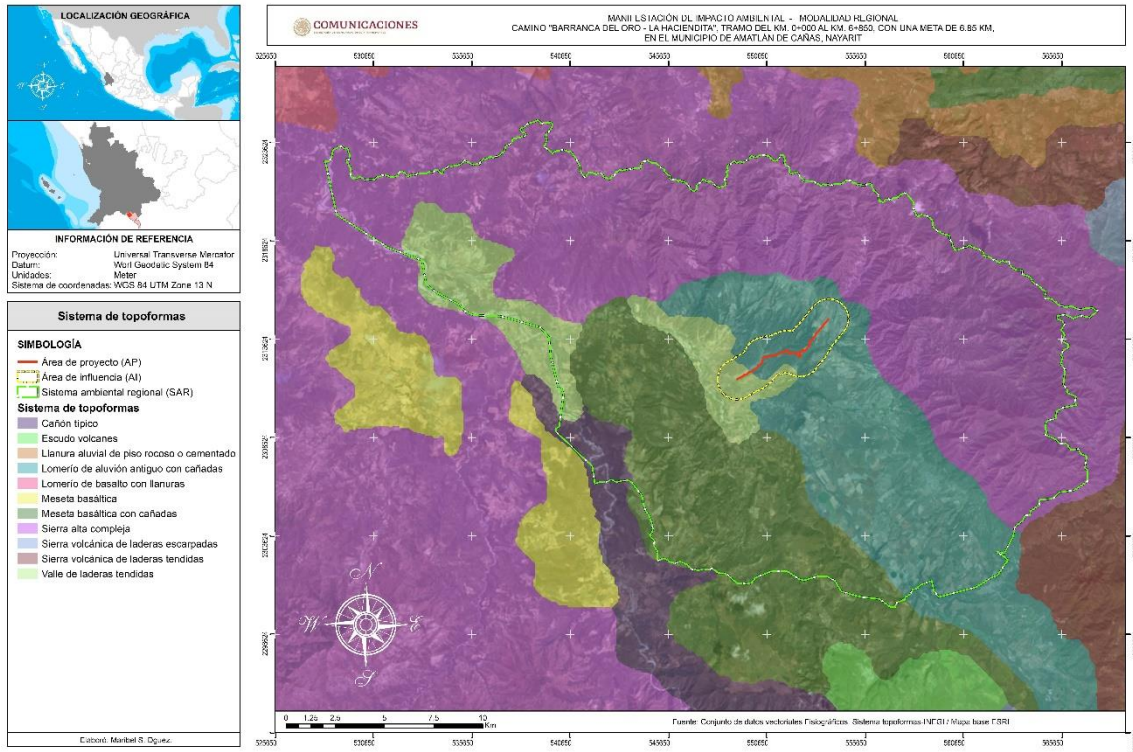 LOCALIZACIÓN GEOGRÁFICA
INFORMACIÓN DE REFERENCIA
Proyección: Universal Transverse Mercator
Datum: Worl Geodatic System 84
Unidades: Meter
Sistema de coordenadas: WGS 84 UTM Zone 13 N
Sistema de topoformas
SIMBOLOGÍA
Área de proyecto (AP)
Área de influencia (AI)
Sistema ambiental regional (SAR)
Sistema de topoformas
Cañón típico
Escudo volcanes
Llanura aluvial de piso rocoso o cementado
Lomerío de aluvión antiguo con cañadas
Lomerío de basalto con llanuras
Meseta basáltica
Meseta basáltica con cañadas
Sierra alta compleja
Sierra volcánica de laderas escarpadas
Sierra volcánica de laderas tendidas
Valle de laderas tendidas
Elaboró: Maribel S. Oguez.
COMUNICACIONES
MANIFESTACIÓN DE IMPACTO AMBIENTAL - MODALIDAD REGIONAL
CAMINO "BARRANCA DEL ORO - LA HACIENDITA", TRAMO DEL KM. 0+000 AL KM. 6+850, CON UNA META DE 6.85 KM,
EN EL MUNICIPIO DE AMATLÁN DE CAÑAS, NAYARIT
N
W E
S
0 1.25 2.5 5 7.5 10
Km
Fuente: Conjunto de datos vectoriales Fisiográficos. Sistema topoformas-INEGI / Mapa base ESRI